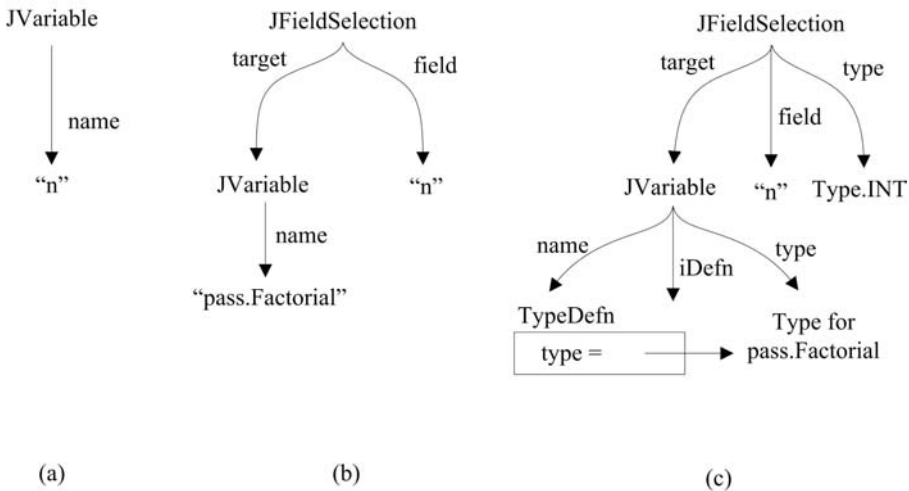 JVariable
name
“n”
(a)
JFieldSelection
target
field
JVariable
“n”
name
“pass.Factorial”
(b)
JFieldSelection
target
type
field
JVariable
“n”
Type.INT
name
type
iDefn
TypeDefn
Type for
pass.Factorial
type =
(c)